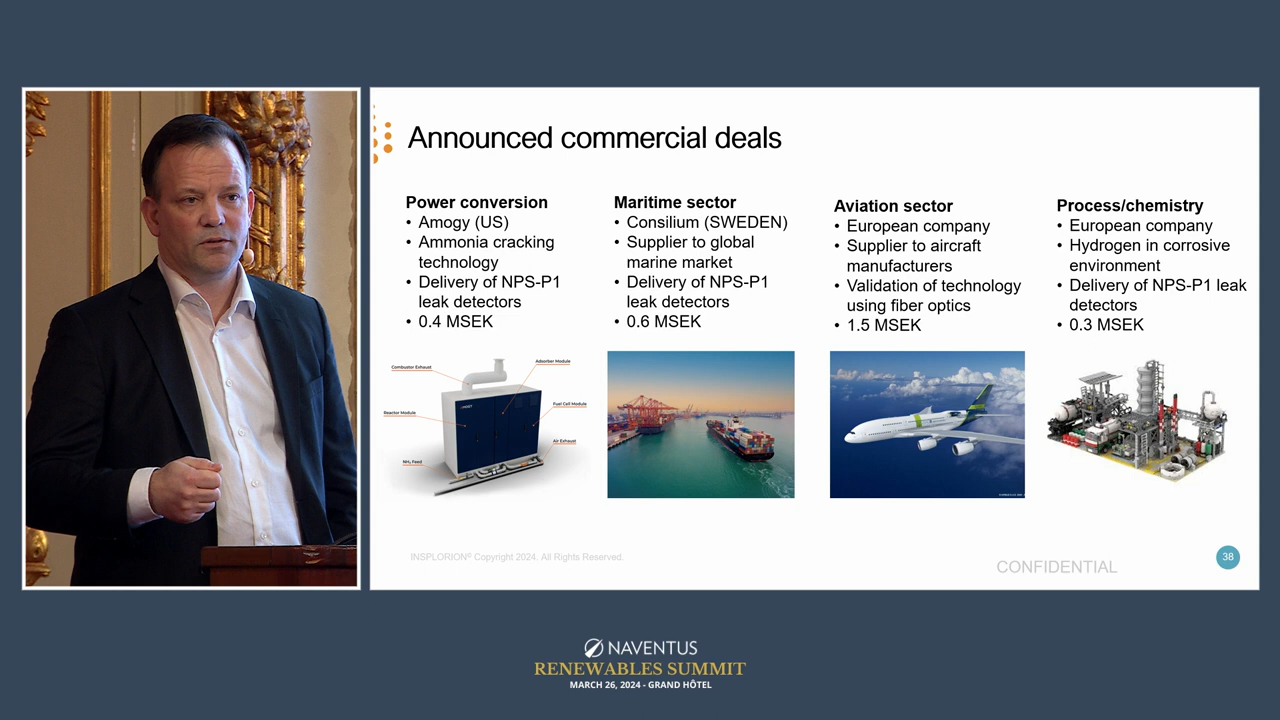 Announced commercial deals
Power conversion
• Amogy (US)
• Ammonia cracking
technology
• Delivery of NPS-P1
leak detectors
• 0.4 MSEK
Maritime sector
• Consilium (SWEDEN)
• Supplier to global
marine market
• Delivery of NPS-P1
leak detectors
• 0.6 MSEK
Aviation sector
• European company
• Supplier to aircraft
manufacturers
• Validation of technology
using fiber optics
• 1.5 MSEK
Process/chemistry
• European company
• Hydrogen in corrosive
environment
• Delivery of NPS-P1 leak
detectors
• 0.3 MSEK
Combustor Exhaust
Adsorber Module
Reactor Module
Fuel Cell Module
Air Exhaust
NH₃ Feed
INSPLORION® Copyright 2024. All Rights Reserved.
CONFIDENTIAL
38
NAVENTUS
RENEWABLES SUMMIT
MARCH 26, 2024 - GRAND HÔTEL